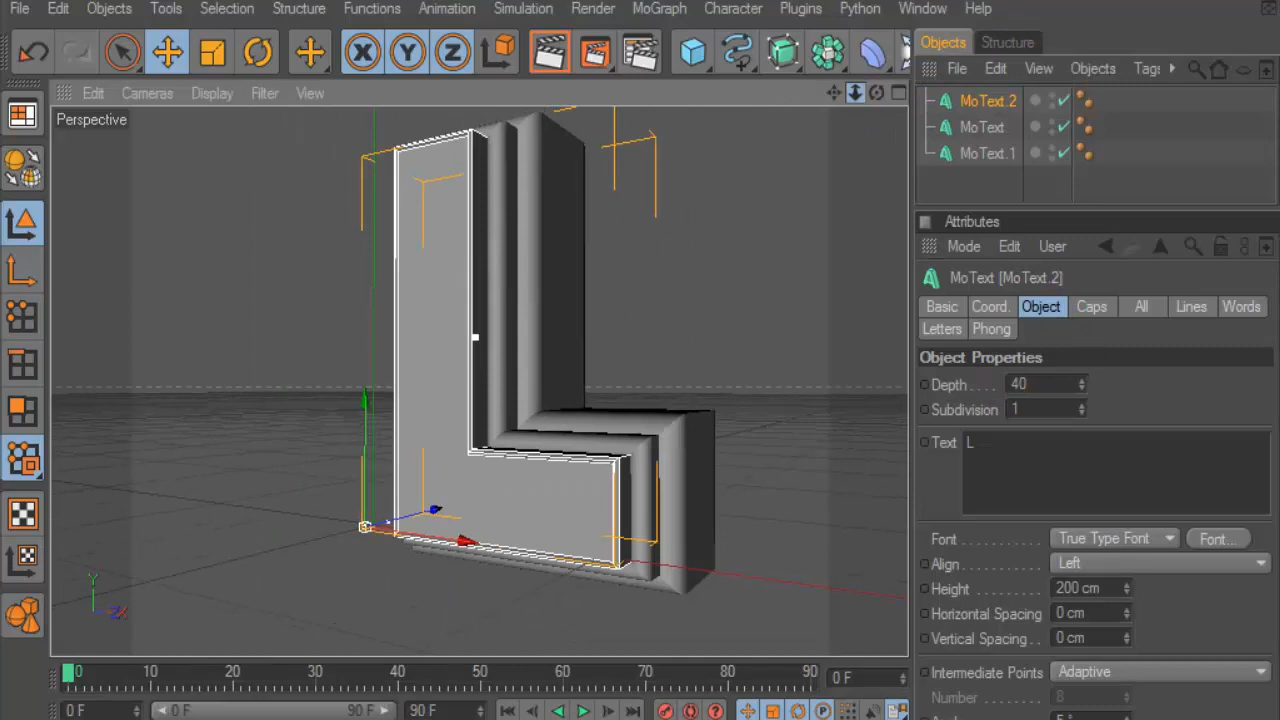 File Edit Objects Tools Selection Structure Functions Animation Simulation Render MoGraph Character Plugins Python Window Help
X Y Z
Objects Structure
File Edit View Objects Tags
Edit Cameras Display Filter View
Perspective
MoText.2
MoText
MoText.1
Attributes
Mode Edit User
MoText [MoText.2]
Basic Coord. Object Caps All Lines Words
Letters Phong
Object Properties
Depth . . . . 40
Subdivision 1
Text L
Font . . . . . . . . . True Type Font Font...
Align . . . . . . . . . Left
Height . . . . . . . . 200 cm
Horizontal Spacing 0 cm
Vertical Spacing . . 0 cm
Intermediate Points Adaptive
Number 8
Y
ZX
0 10 20 30 40 50 60 70 80 90 0 F
0 F 0 F 90 F 90 F